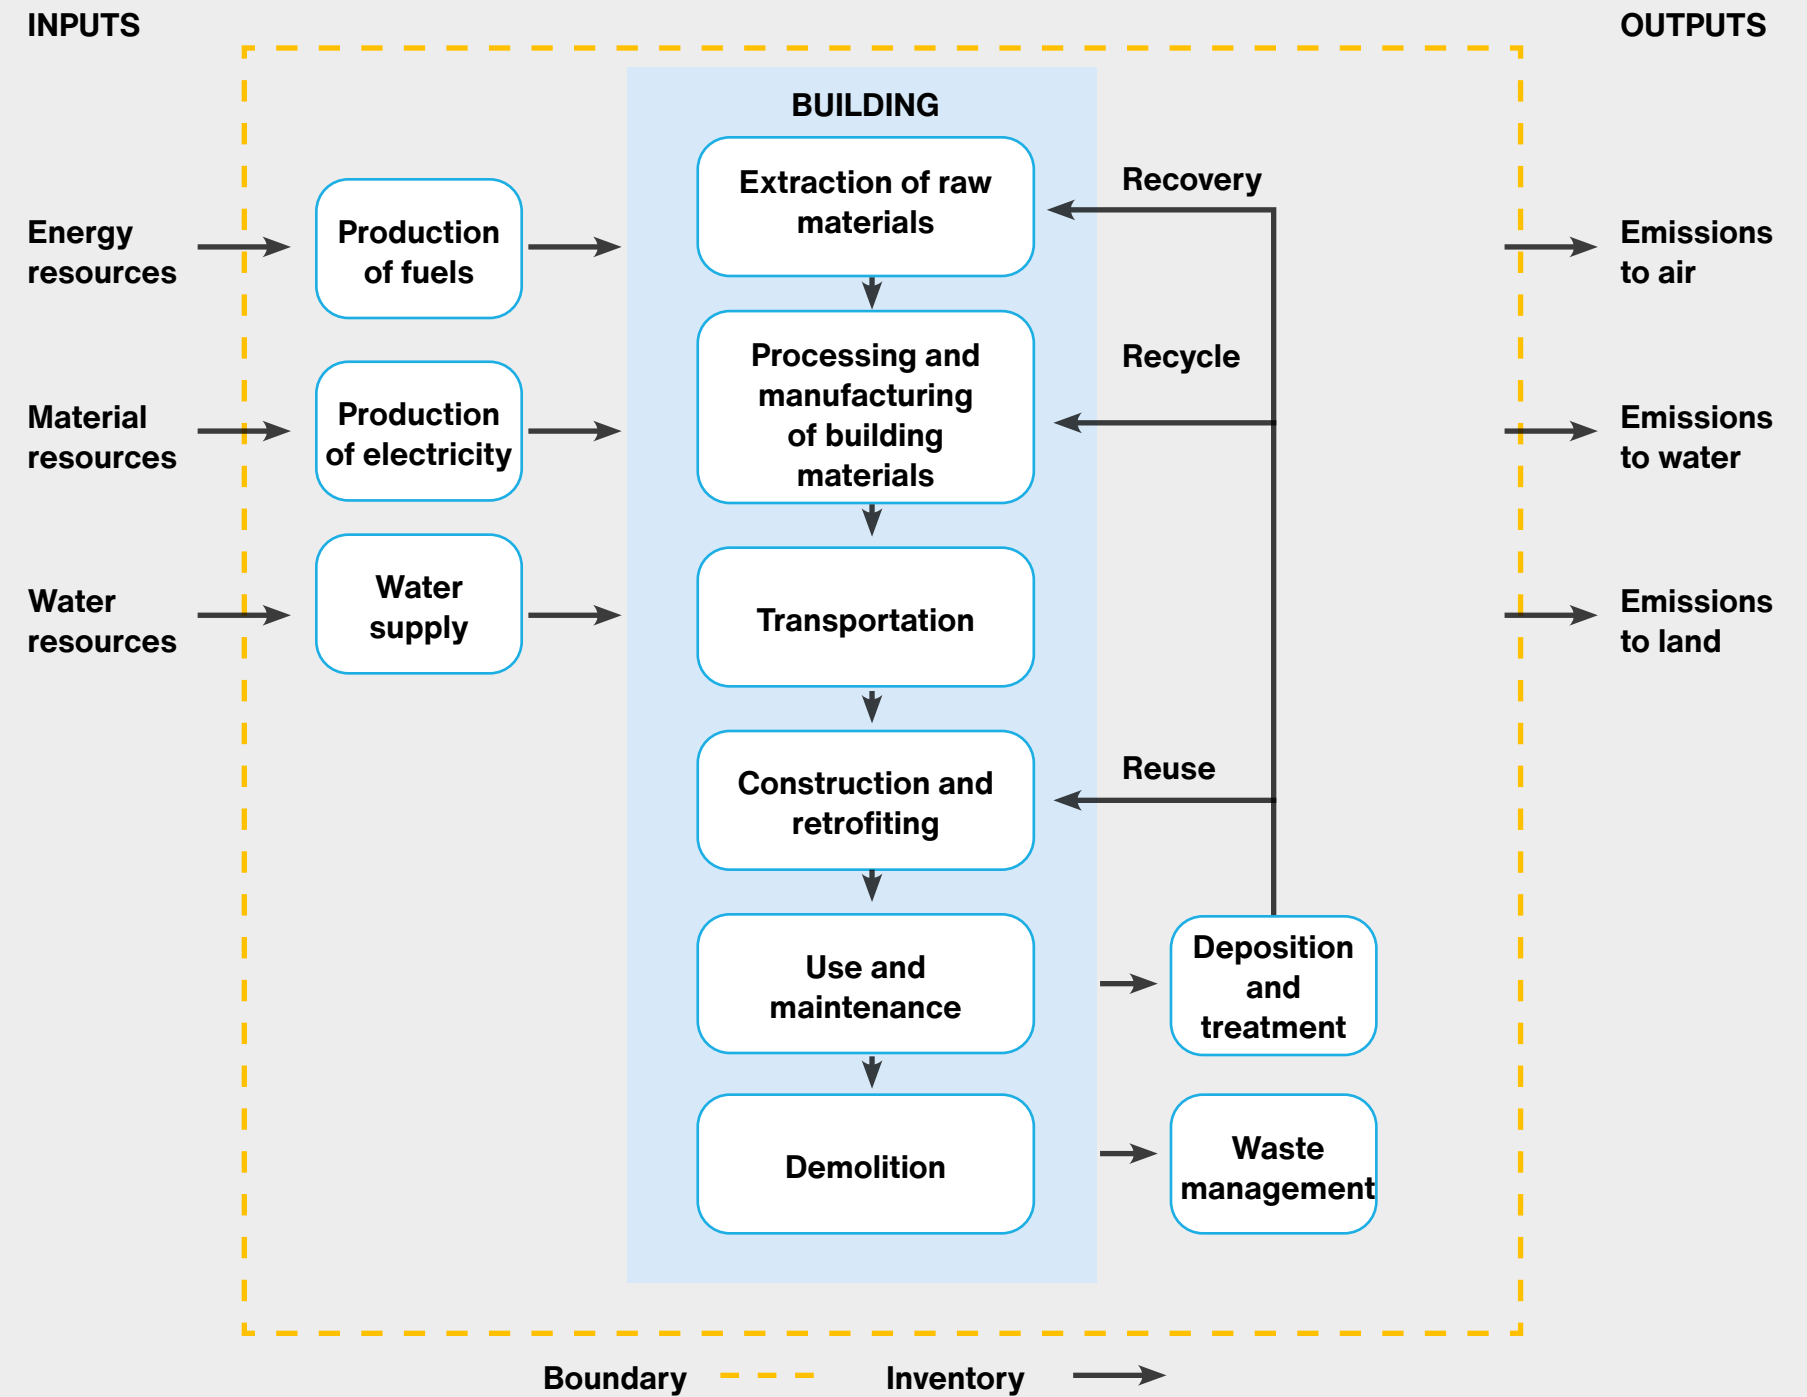 INPUTS
OUTPUTS
BUILDING
Energy
resources
Production
of fuels
Extraction of raw
materials
Recovery
Emissions
to air
Material
resources
Production
of electricity
Processing and
manufacturing
of building
materials
Recycle
Emissions
to water
Water
resources
Water
supply
Transportation
Emissions
to land
Construction and
retrofiting
Reuse
Use and
maintenance
Deposition
and
treatment
Demolition
Waste
management
Boundary
Inventory